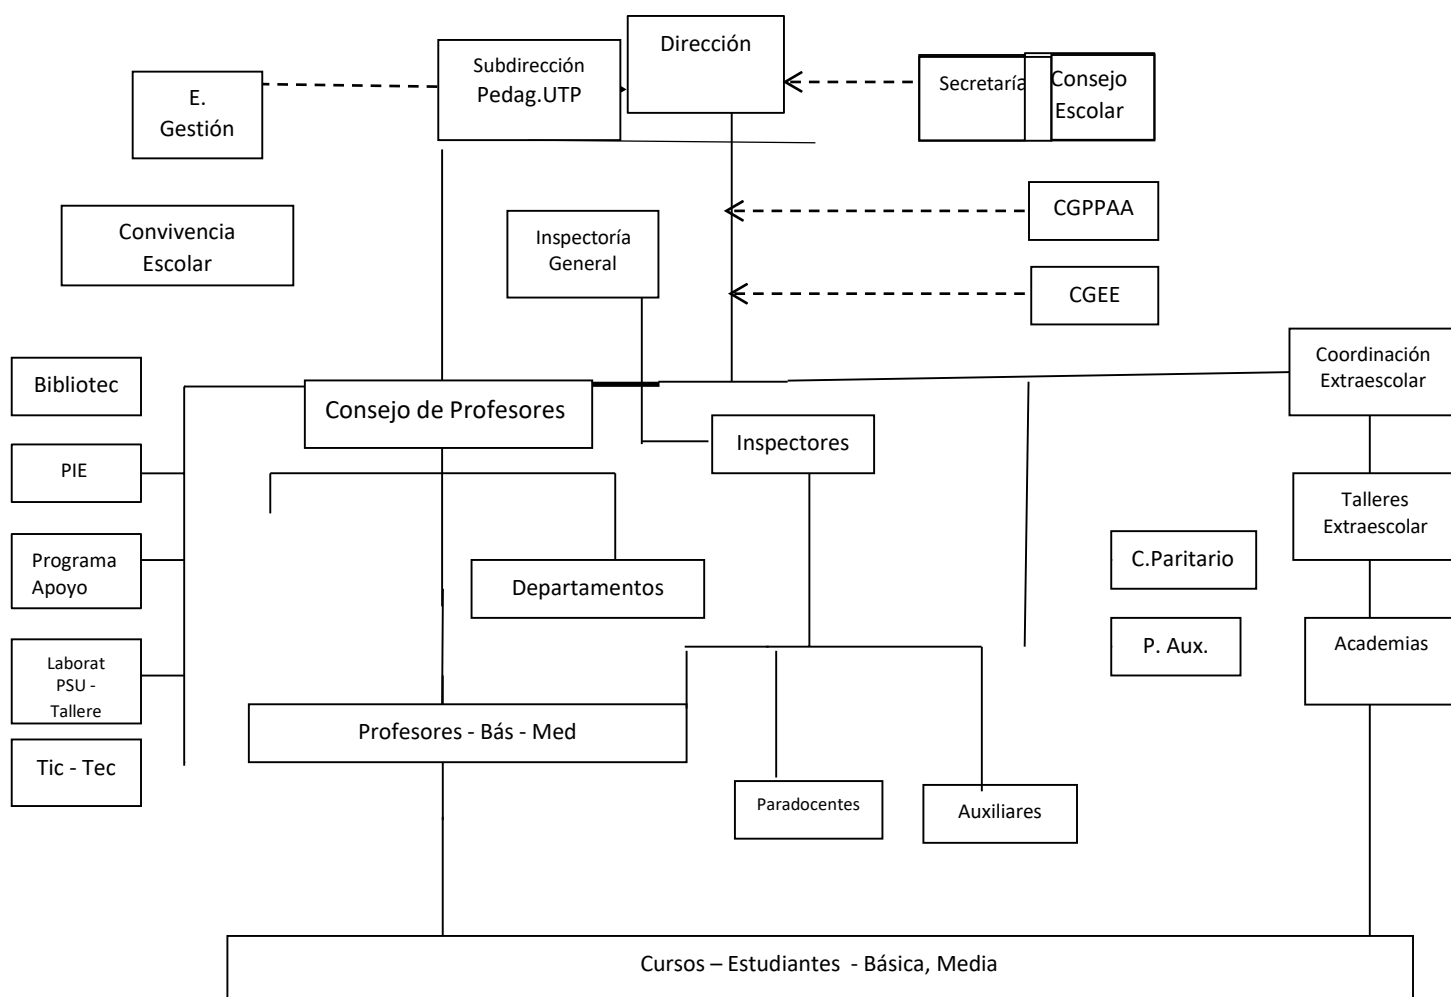 Dirección
Subdirección
Pedag.UTP
E.
Gestión
Secretaría
Consejo
Escolar
CGPPAA
Convivencia
Escolar
Inspectoría
General
CGEE
Coordinación
Extraescolar
Bibliotec
Consejo de Profesores
Inspectores
PIE
Talleres
Extraescolar
Programa
Apoyo
C.Paritario
Departamentos
Laborat
PSU -
Tallere
P. Aux.
Academias
Profesores - Bás - Med
Tic - Tec
Paradocentes
Auxiliares
Cursos – Estudiantes - Básica, Media